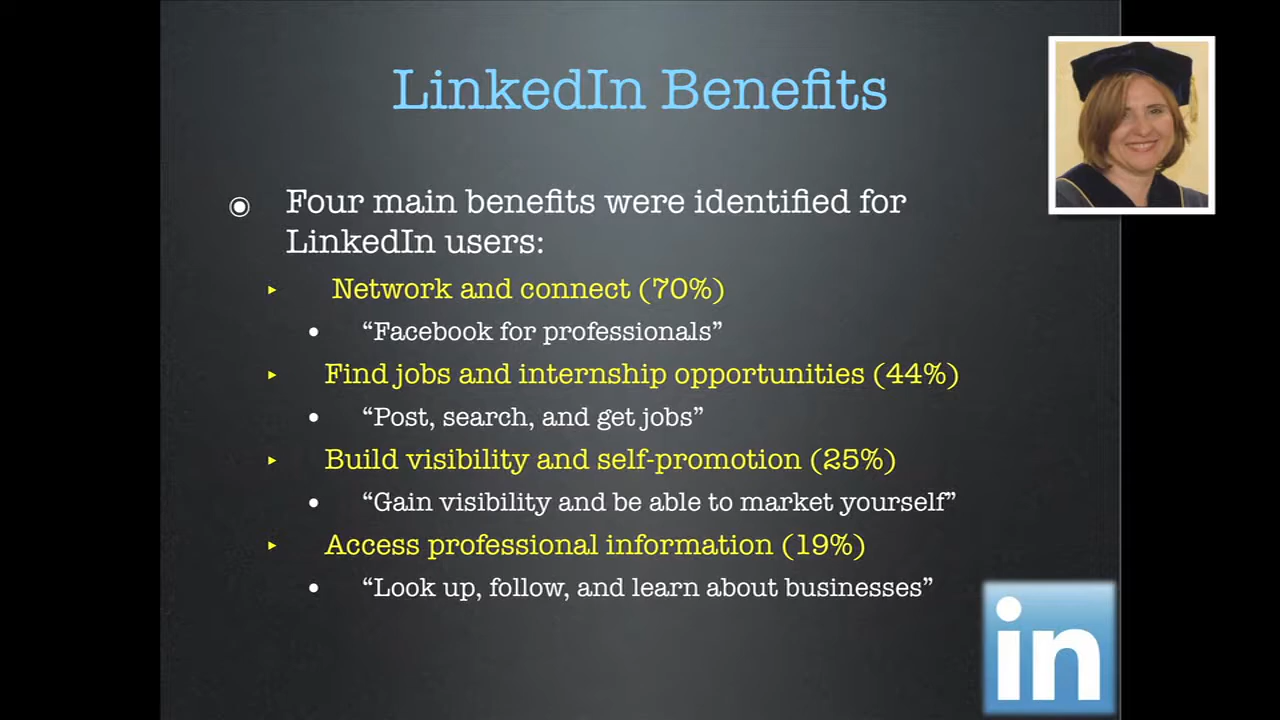 LinkedIn Benefits
Four main benefits were identified for
LinkedIn users:
Network and connect (70%)
“Facebook for professionals”
Find jobs and internship opportunities (44%)
“Post, search, and get jobs”
Build visibility and self-promotion (25%)
“Gain visibility and be able to market yourself”
Access professional information (19%)
“Look up, follow, and learn about businesses”
in